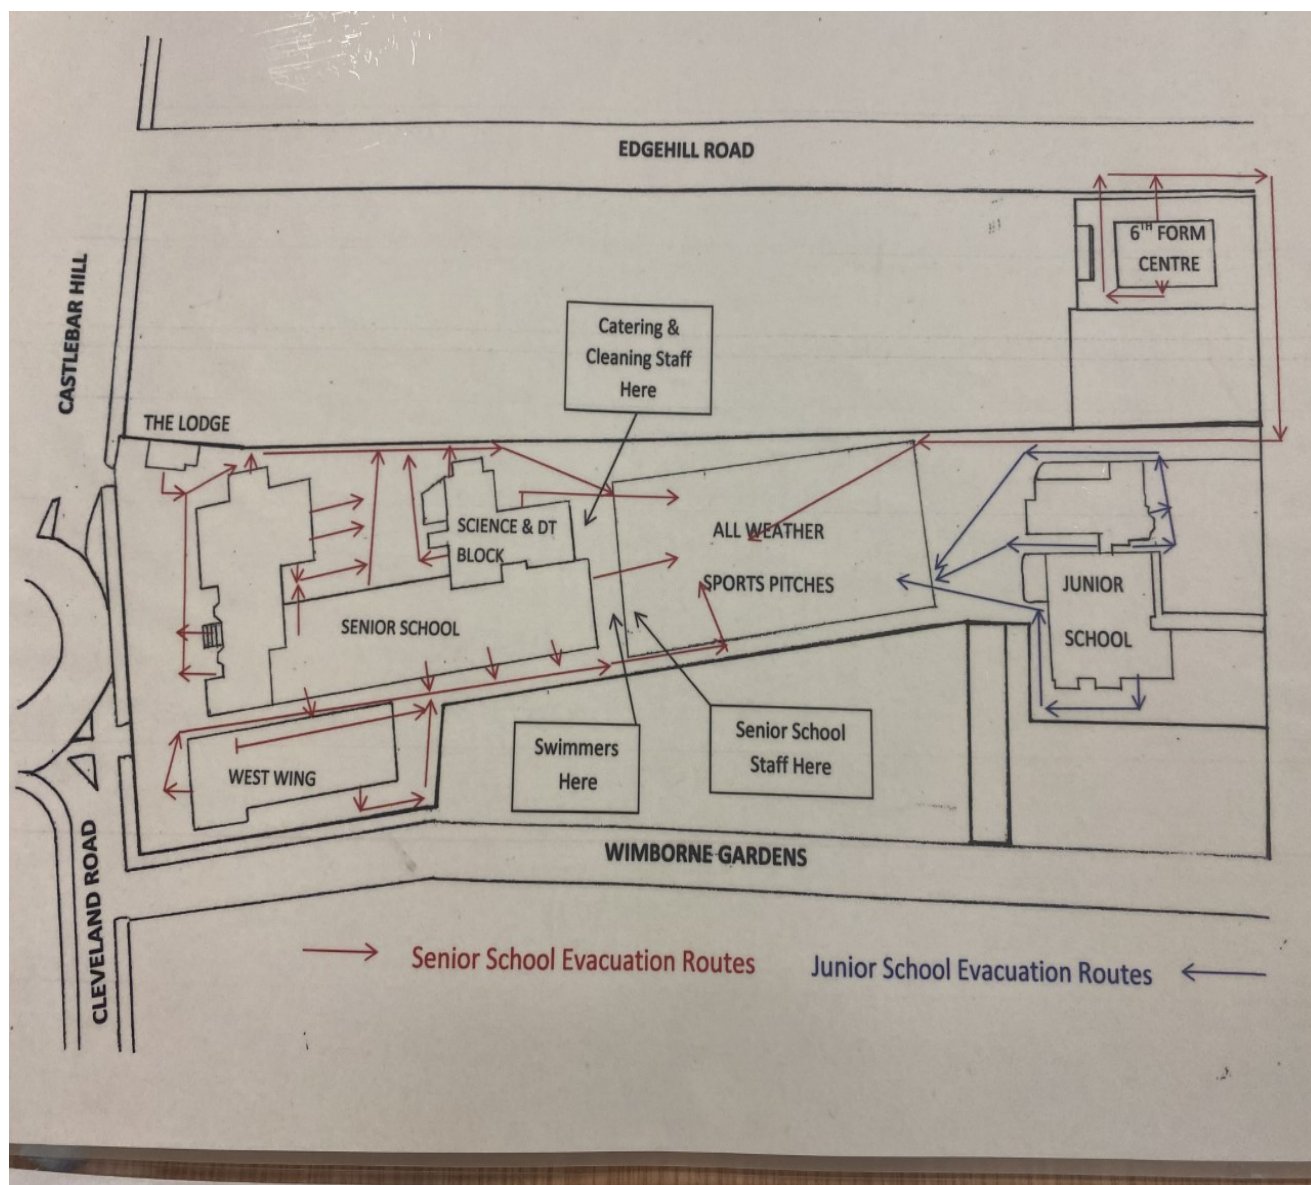 EDGEHILL ROAD
CASTLEBAR HILL
6TH FORM
CENTRE
Catering &
Cleaning Staff
Here
THE LODGE
SCIENCE & DT
BLOCK
ALL WEATHER
SPORTS PITCHES
JUNIOR
SCHOOL
SENIOR SCHOOL
WEST WING
Swimmers
Here
Senior School
Staff Here
WIMBORNE GARDENS
CLEVELAND ROAD
Senior School Evacuation Routes
Junior School Evacuation Routes